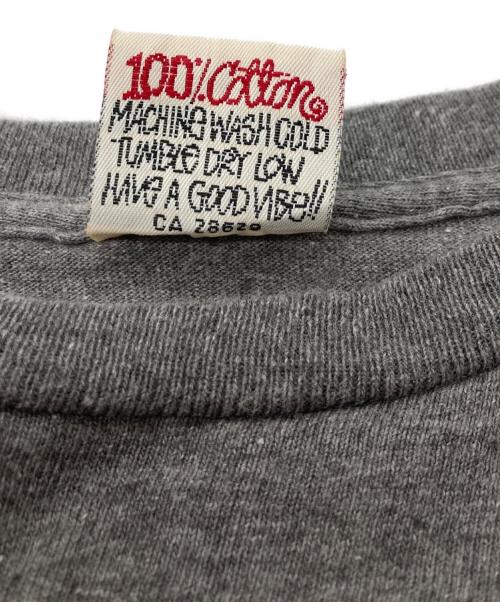 100% Cotton
MACHINE WASH COLD
TUMBLE DRY LOW
HAVE A GOOD VIBe!!
CA 28620